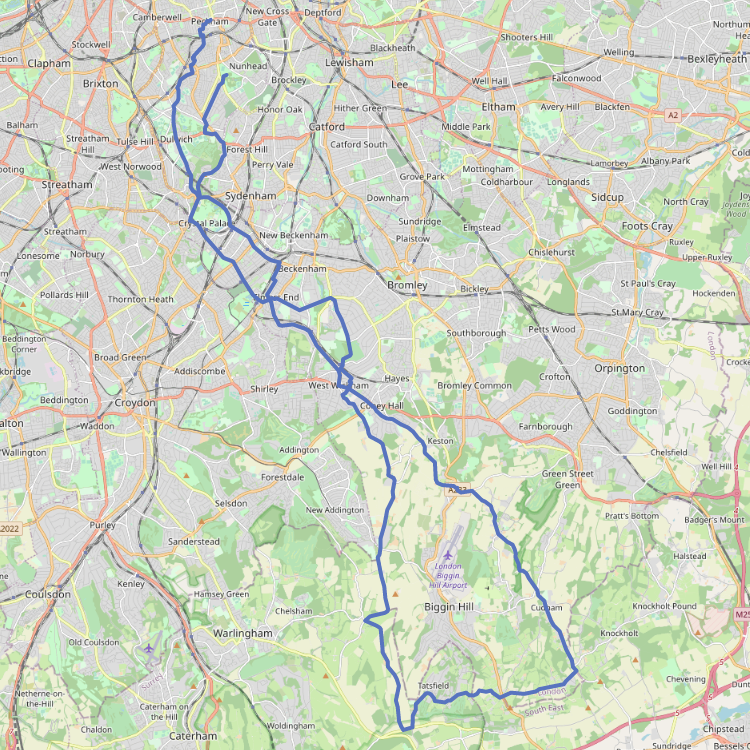 Camberwell
New Cross
Gate
Deptford
Peckham
Shooters Hill
Stockwell
Blackheath
Welling
Bexleyheath
Clapham
Nunhead
Lewisham
Brixton
Brockley
Lee
Well Hall
Falconwood
Eltham
Avery Hill
Blackfen
A2
Honor Oak
Hither Green
Balham
Streatham
Hill
Tulse Hill
Dulwich
Catford
Middle Park
West Norwood
Forest Hill
Catford South
Lamorbey
Albany Park
Perry Vale
Grove Park
Mottingham
Coldharbour
Longlands
Streatham
Sydenham
Downham
Sidcup
North Cray
Foots Cray
Crystal Palace
Sundridge
Elmstead
Streatham
New Beckenham
Plaistow
Ruxley
Lonesome
Norbury
Chislehurst
Upper Ruxley
Beckenham
Bromley
Bickley
St Paul's Cray
Hockenden
Pollards Hill
Thornton Heath
Elmers End
St Mary Cray
Southborough
Petts Wood
Beddington
Corner
Broad Green
London
Addiscombe
Orpington
Shirley
West Wickham
Hayes
Crofton
Beddington
Croydon
Bromley Common
Coney Hall
Goddington
Waddon
Farnborough
Wallington
Addington
Keston
Chelsfield
Forestdale
Green Street
Green
Well Hill
A233
Selsdon
New Addington
Pratt's Bottom
Badger's Mount
A2022
Purley
Sanderstead
London
Biggin
Hill Airport
Halstead
Kenley
Coulsdon
Hamsey Green
Chelsham
Biggin Hill
Cudham
Knockholt Pound
M25
Warlingham
Knockholt
Old Coulsdon
Surrey
Chevening
Netherne-on-
the-Hill
Caterham on
the Hill
Tatsfield
London
South East
Woldingham
Chaldon
Caterham
Chipstead
Sundridge
Bessels